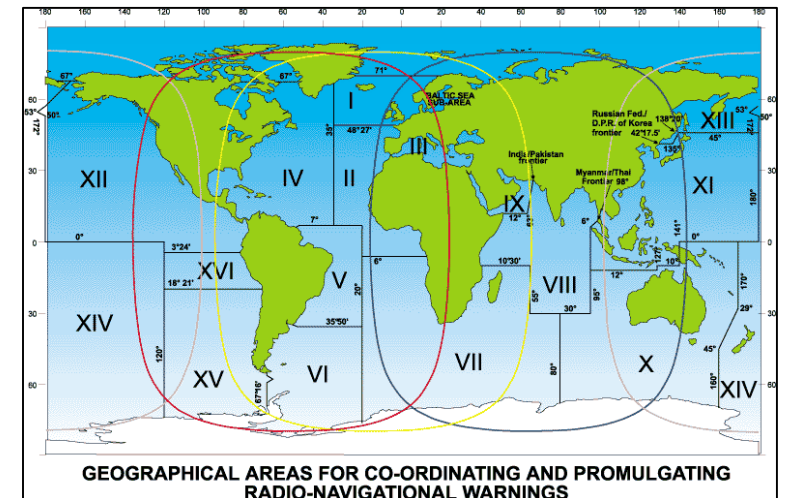 180 160 140 120 100 80 60 40 20 0 20 40 60 80 100 120 140 160 180
67°
67°
71°
BALTIC SEA
SUB-AREA
60
53°
172°
50'
I
35°
48° 27'
III
Russian Fed./
D.P.R. of Korea
frontier 42°17.5'
138°20'
135°
XIII
53°
172°
50'
60
45°
India/Pakistan
frontier
Myanmar/Thai
Frontier 98°
30
XII
IV
II
IX
12°
XI
180°
30
7°
6°
141°
0
0°
3°24'
6°
10°30'
127°
10°
0°
0
XVI
18° 21'
V
20°
55°
VIII
95°
12°
170°
30
XIV
120°
35°50'
30°
29°
30
45°
60
XV
67°16'
VI
VII
80°
X
160°
XIV
60
GEOGRAPHICAL AREAS FOR CO-ORDINATING AND PROMULGATING
RADIO-NAVIGATIONAL WARNINGS